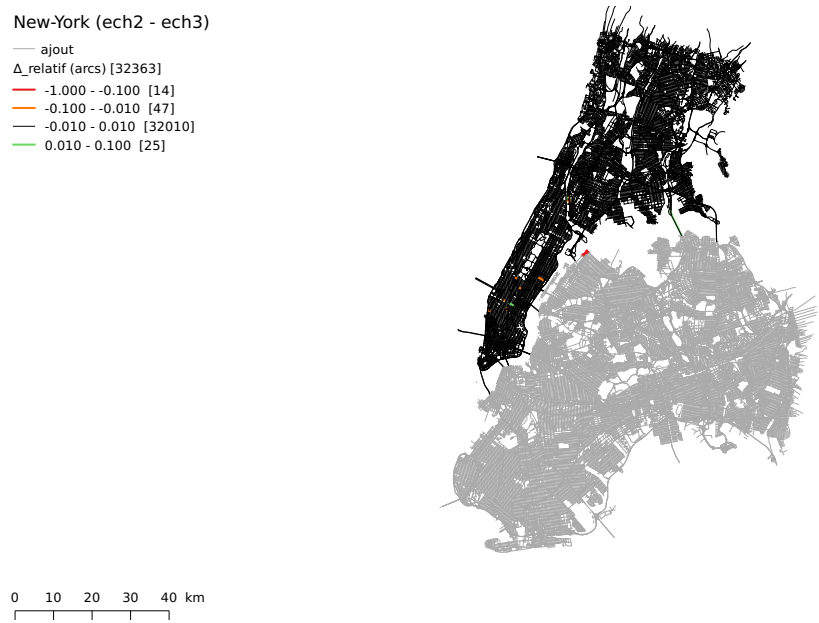 New-York (ech2 - ech3)
ajout
Δ_relatif (arcs) [32363]
-1.000 - -0.100 [14]
-0.100 - -0.010 [47]
-0.010 - 0.010 [32010]
0.010 - 0.100 [25]
0 10 20 30 40 km